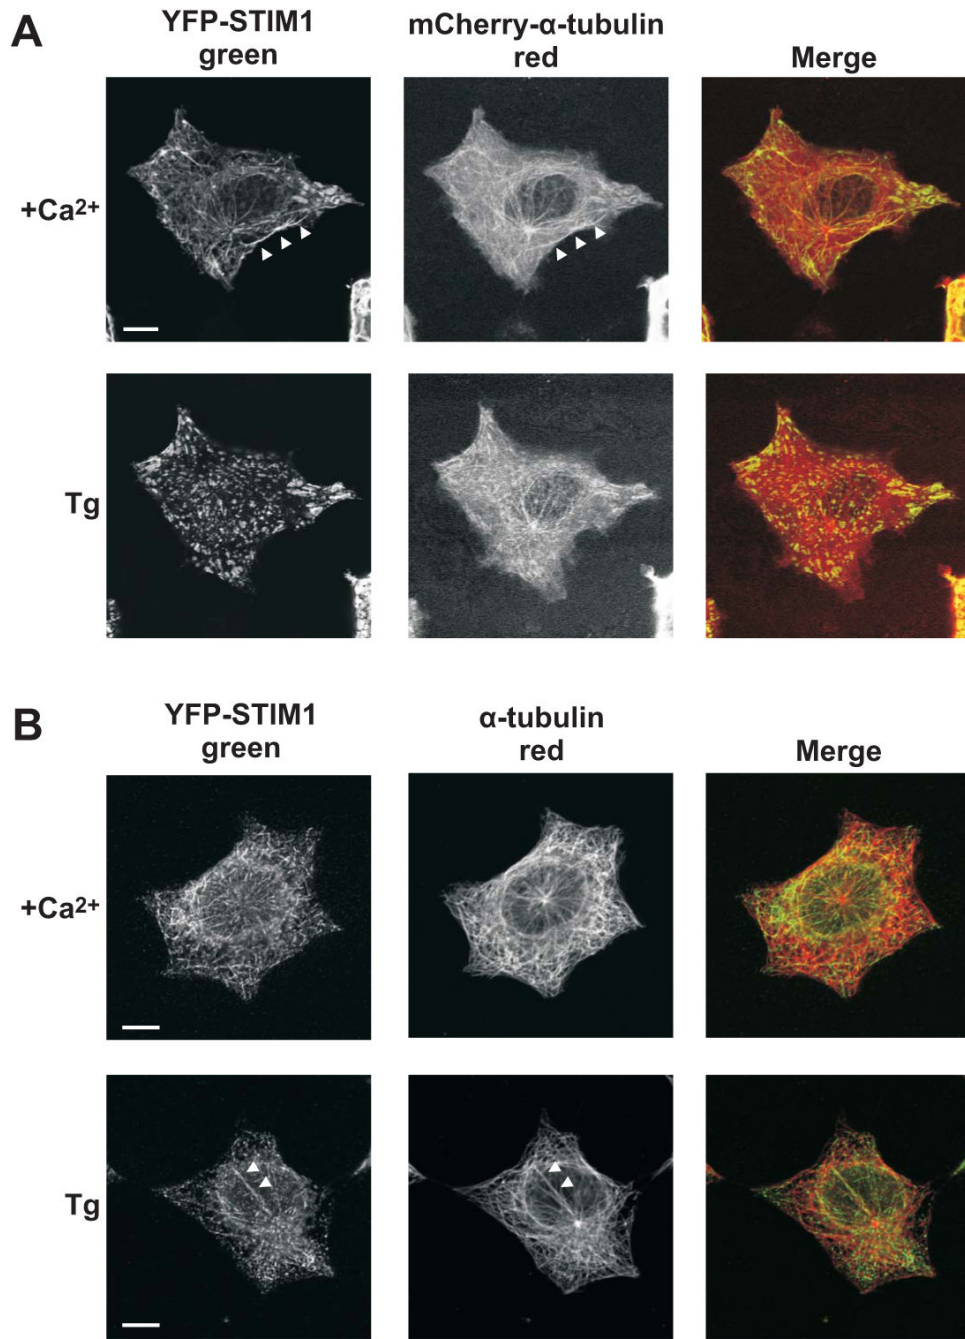 A
YFP-STIM1
green
mCherry-α-tubulin
red
Merge
+Ca²⁺
Tg
B
YFP-STIM1
green
α-tubulin
red
Merge
+Ca²⁺
Tg